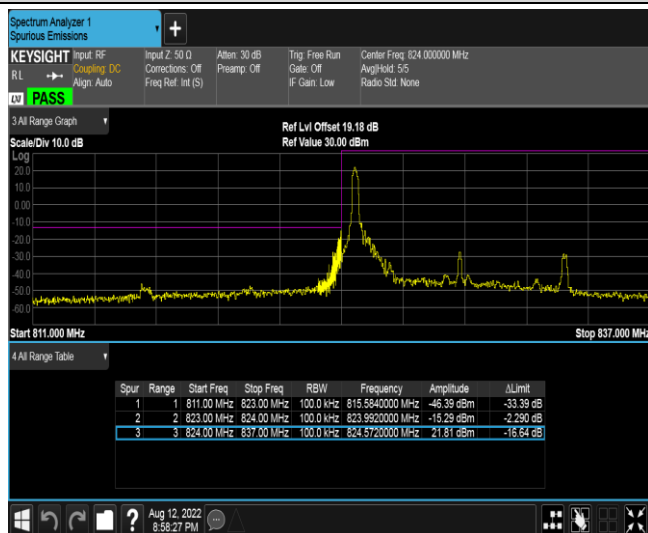 Spectrum Analyzer 1
Spurious Emissions
KEYSIGHT Input: RF Input Z: 50 Ω Atten: 30 dB Trig: Free Run Center Freq: 824.000000 MHz
RL Coupling: DC Corrections: Off Preamp: Off Gate: Off Avg|Hold: 5/5
Align: Auto Freq Ref: Int (S) IF Gain: Low Radio Std: None
LXI PASS
3 All Range Graph
Ref Lvl Offset 19.18 dB
Scale/Div 10.0 dB Ref Value 30.00 dBm
Log
20.0
10.0
0.00
-10.0
-20.0
-30.0
-40.0
-50.0
-60.0
Start 811.000 MHz Stop 837.000 MHz
4 All Range Table
Spur Range Start Freq Stop Freq RBW Frequency Amplitude ΔLimit
1 1 811.00 MHz 823.00 MHz 100.0 kHz 815.5840000 MHz -46.39 dBm -33.39 dB
2 2 823.00 MHz 824.00 MHz 100.0 kHz 823.9920000 MHz -15.29 dBm -2.290 dB
3 3 824.00 MHz 837.00 MHz 100.0 kHz 824.5720000 MHz 21.81 dBm -16.64 dB
? Aug 12, 2022
8:58:27 PM